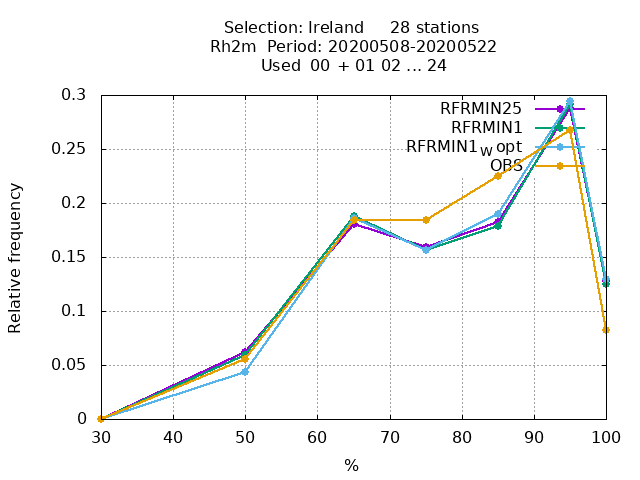 Selection: Ireland 28 stations
Rh2m Period: 20200508-20200522
Used 00 + 01 02 ... 24
RFRMIN25
RFRMIN1
RFRMIN1W opt
OBS
0.3
0.25
0.2
0.15
0.1
0.05
0
Relative frequency
30 40 50 60 70 80 90 100
%